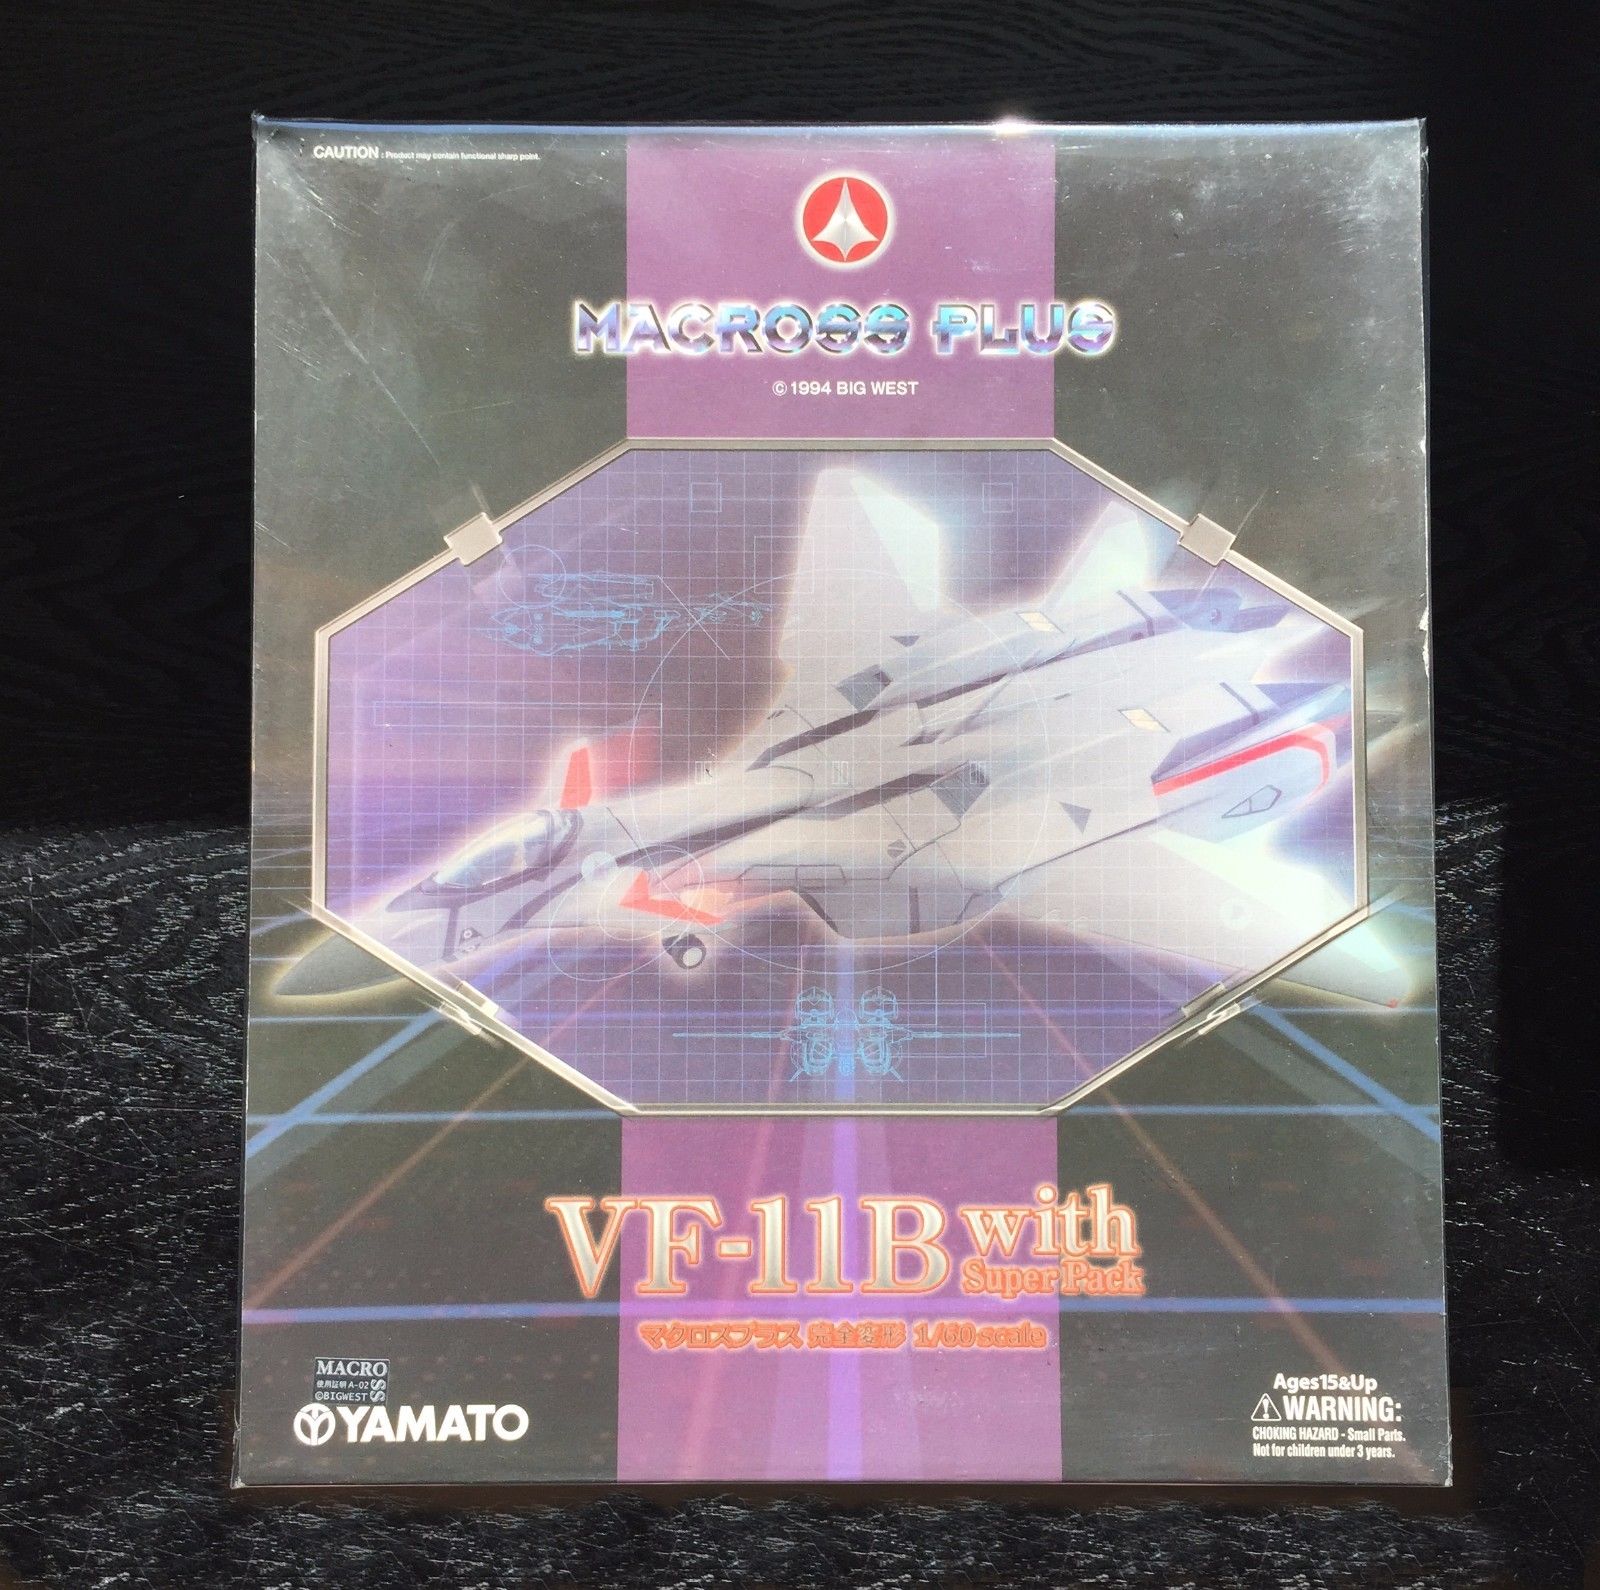 CAUTION : Product may contain functional sharp point.
MACROSS PLUS
© 1994 BIG WEST
VF-11B with
Super Pack
マクロスプラス 完全変形 1/60 scale
MACROSS
使用証明 A-02
©BIGWEST
YAMATO
Ages15&Up
WARNING:
CHOKING HAZARD - Small Parts.
Not for children under 3 years.